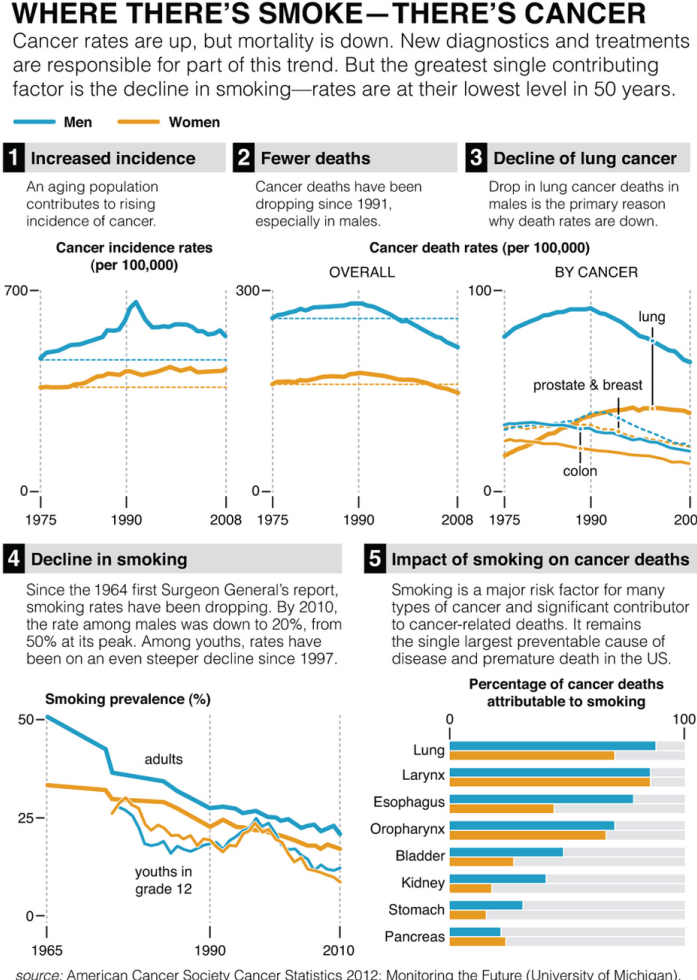 WHERE THERE'S SMOKE—THERE'S CANCER
Cancer rates are up, but mortality is down. New diagnostics and treatments
are responsible for part of this trend. But the greatest single contributing
factor is the decline in smoking—rates are at their lowest level in 50 years.
Men Women
1 Increased incidence
An aging population
contributes to rising
incidence of cancer.
Cancer incidence rates
(per 100,000)
700
0
1975 1990 2008
2 Fewer deaths
Cancer deaths have been
dropping since 1991,
especially in males.
3 Decline of lung cancer
Drop in lung cancer deaths in
males is the primary reason
why death rates are down.
Cancer death rates (per 100,000)
OVERALL
300
0
1975 1990 2008
BY CANCER
100
lung
prostate & breast
colon
0
1975 1990 200
4 Decline in smoking
Since the 1964 first Surgeon General's report,
smoking rates have been dropping. By 2010,
the rate among males was down to 20%, from
50% at its peak. Among youths, rates have
been on an even steeper decline since 1997.
Smoking prevalence (%)
50
adults
25
youths in
grade 12
0
1965 1990 2010
5 Impact of smoking on cancer deaths
Smoking is a major risk factor for many
types of cancer and significant contributor
to cancer-related deaths. It remains
the single largest preventable cause of
disease and premature death in the US.
Percentage of cancer deaths
attributable to smoking
0 100
Lung
Larynx
Esophagus
Oropharynx
Bladder
Kidney
Stomach
Pancreas
source: American Cancer Society Cancer Statistics 2012; Monitoring the Future (University of Michigan).